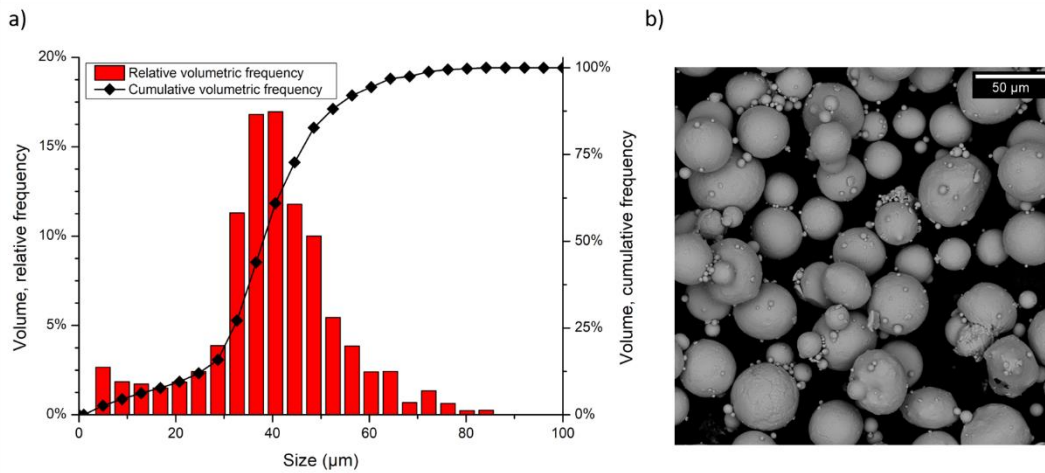 a)
b)
20%
15%
10%
5%
0%
Volume, relative frequency
Relative volumetric frequency
Cumulative volumetric frequency
100%
75%
50%
25%
0%
Volume, cumulative frequency
0
20
40
60
80
100
Size (µm)
50 µm